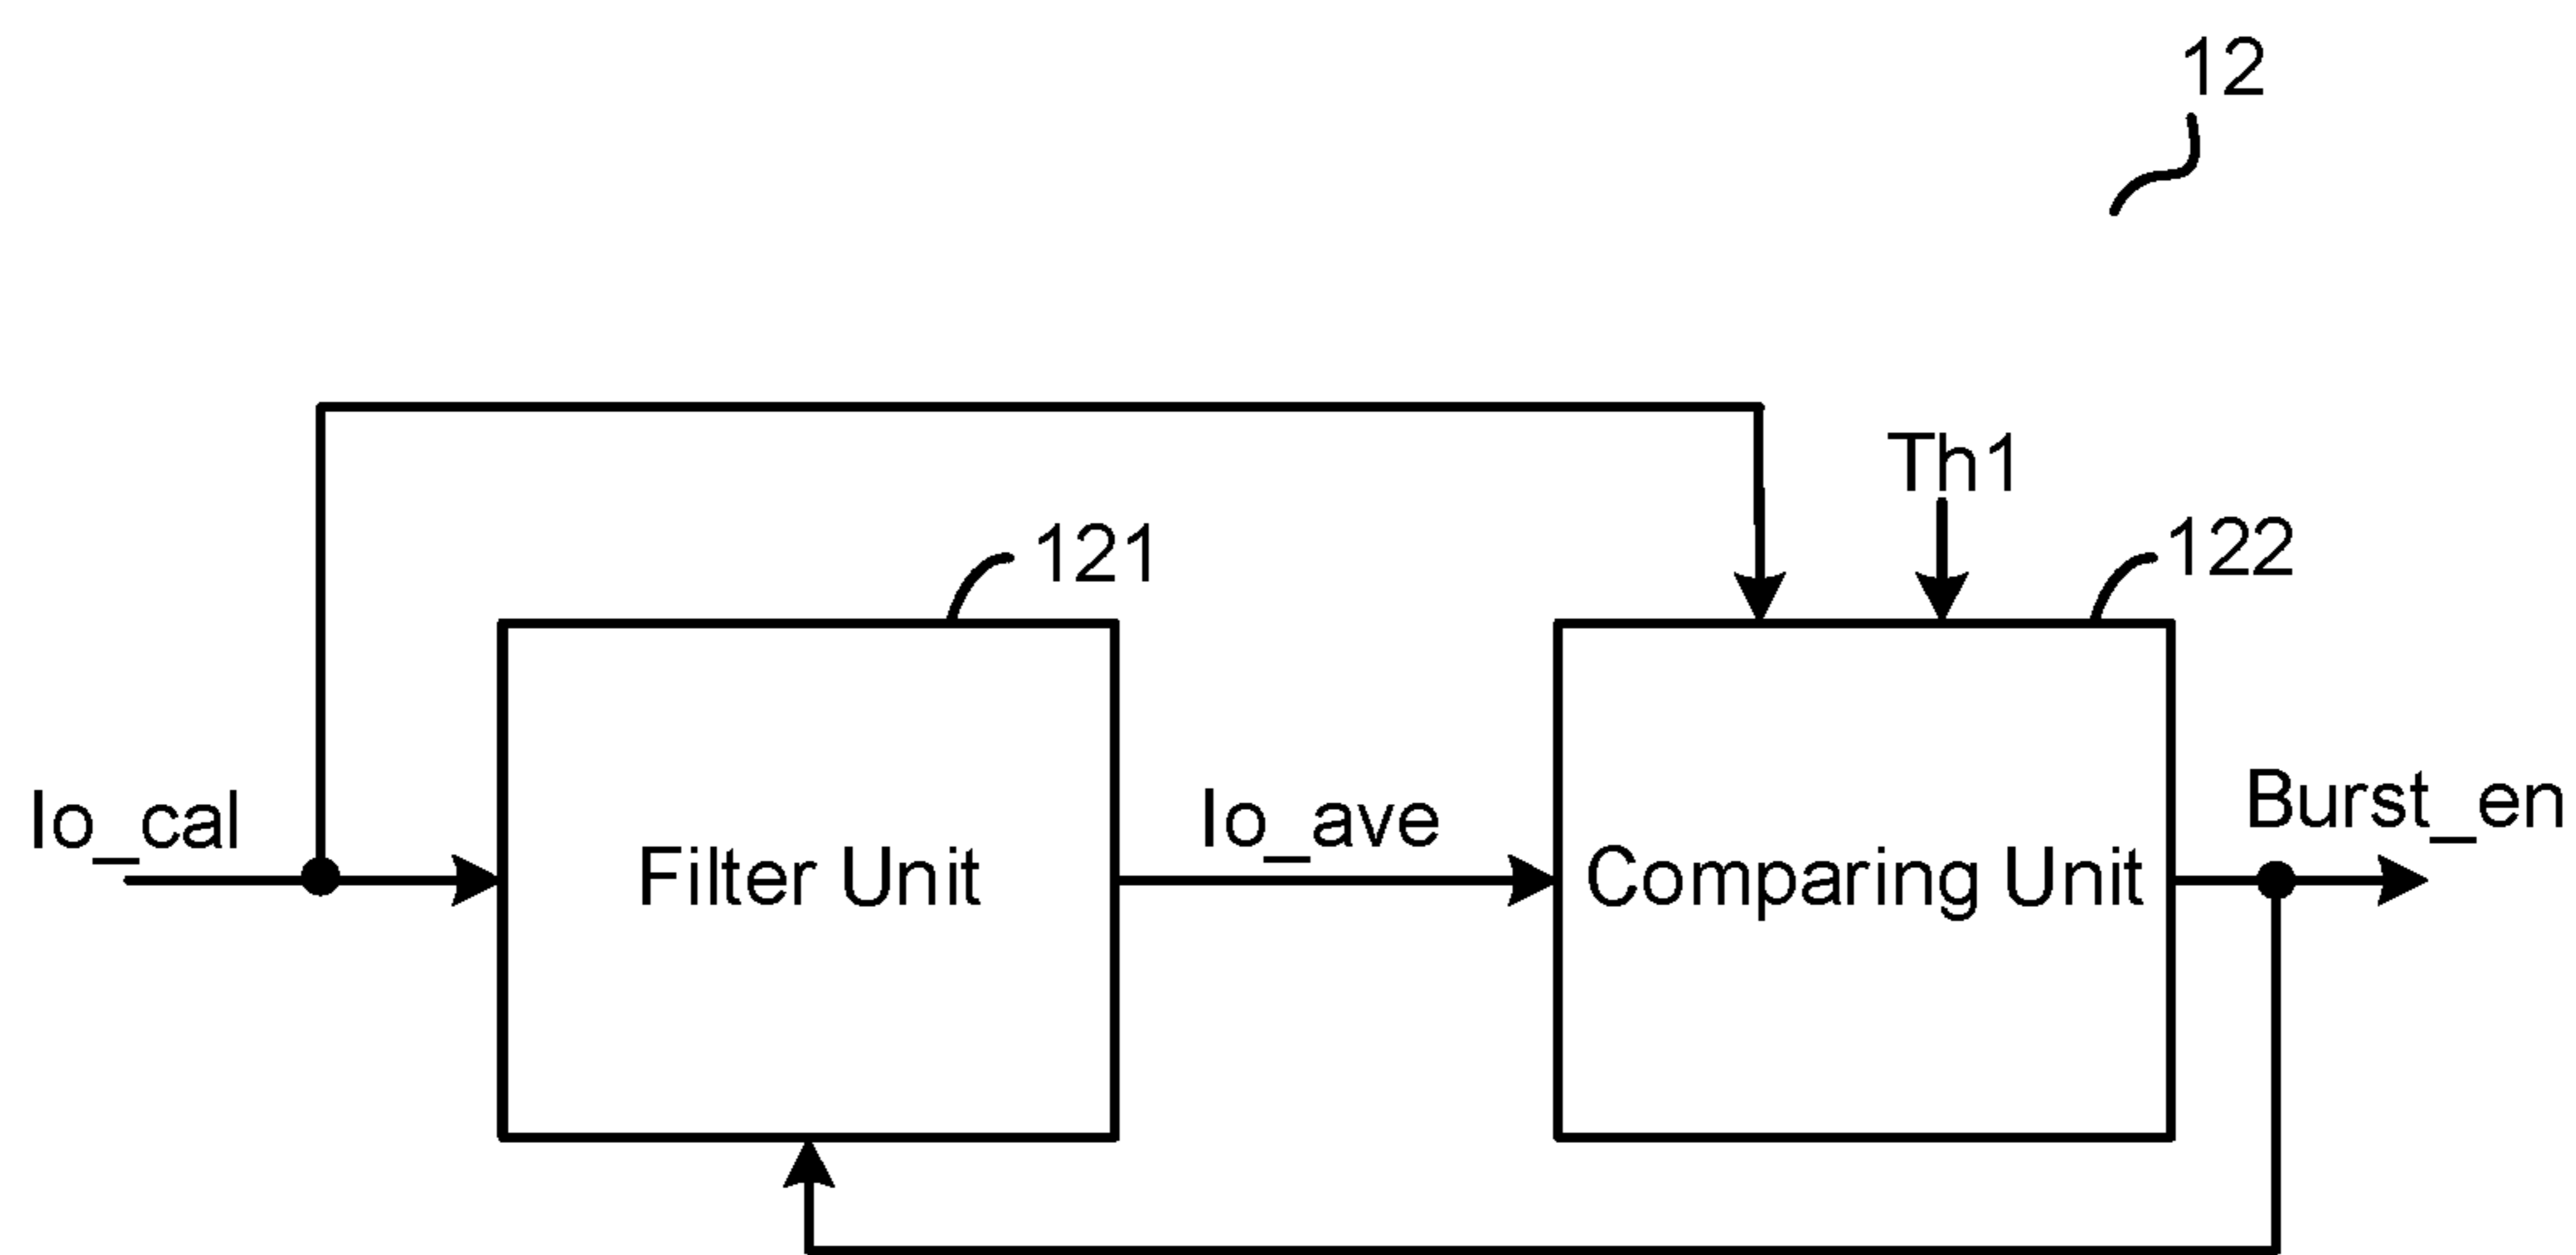 12
Th1
121
122
Io_cal
Io_ave
Burst_en
Filter Unit
Comparing Unit